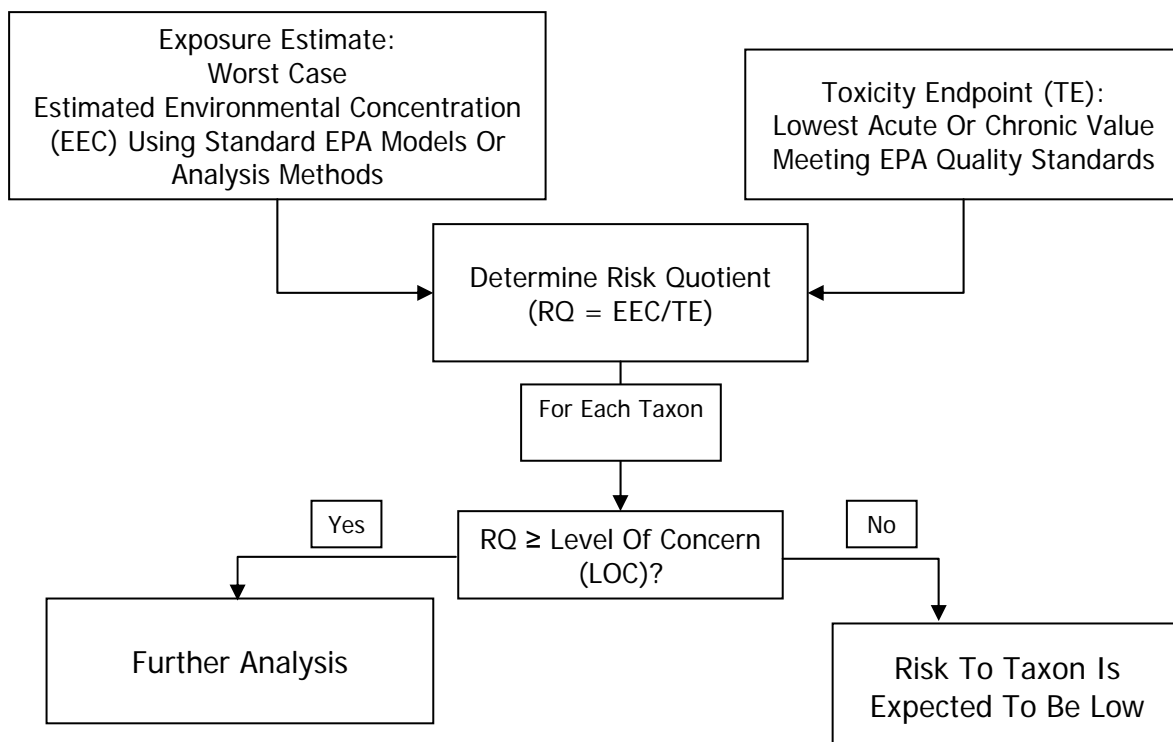 Exposure Estimate:
Worst Case
Estimated Environmental Concentration
(EEC) Using Standard EPA Models Or
Analysis Methods
Toxicity Endpoint (TE):
Lowest Acute Or Chronic Value
Meeting EPA Quality Standards
Determine Risk Quotient
(RQ = EEC/TE)
For Each Taxon
Yes
RQ ≥ Level Of Concern
(LOC)?
No
Further Analysis
Risk To Taxon Is
Expected To Be Low